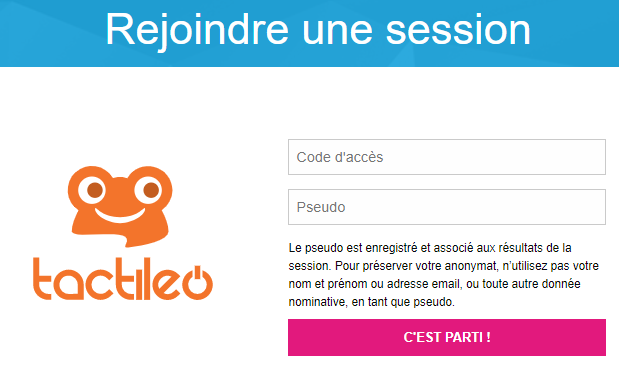 Rejoindre une session
Code d'accès
Pseudo
Le pseudo est enregistré et associé aux résultats de la
session. Pour préserver votre anonymat, n'utilisez pas votre
nom et prénom ou adresse email, ou toute autre donnée
nominative, en tant que pseudo.
tactileo
C'EST PARTI !